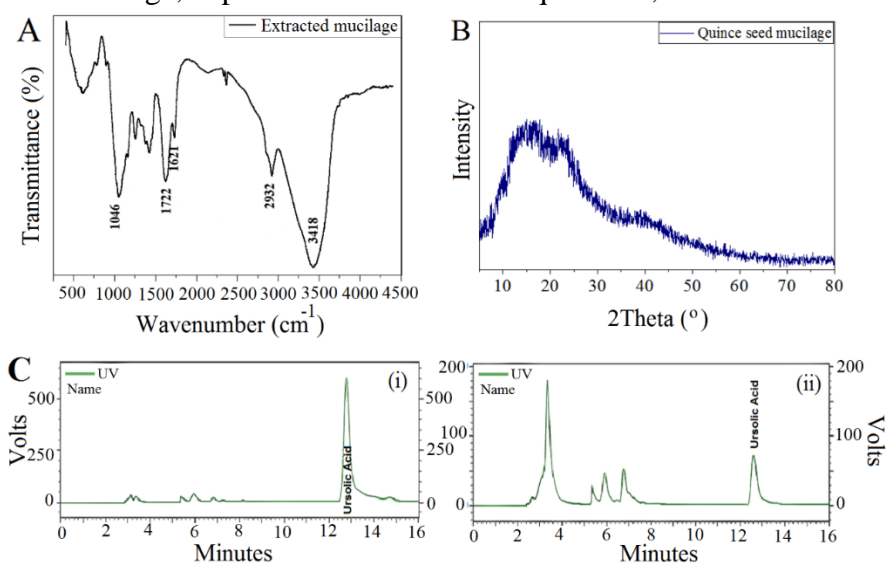 A
Extracted mucilage
Transmittance (%)
1046
1722
1621
2932
3418
500 1000 1500 2000 2500 3000 3500 4000 4500
Wavenumber (cm-1)
B
Quince seed mucilage
Intensity
5 10 20 30 40 50 60 70 80
2Theta (o)
C
UV
Name
(i)
Volts
500
250
0
500
250
0
Ursolic Acid
0 2 4 6 8 10 12 14 16
Minutes
UV
Name
(ii)
200
100
0
200
150
100
50
0
Volts
Ursolic Acid
0 2 4 6 8 10 12 14 16
Minutes